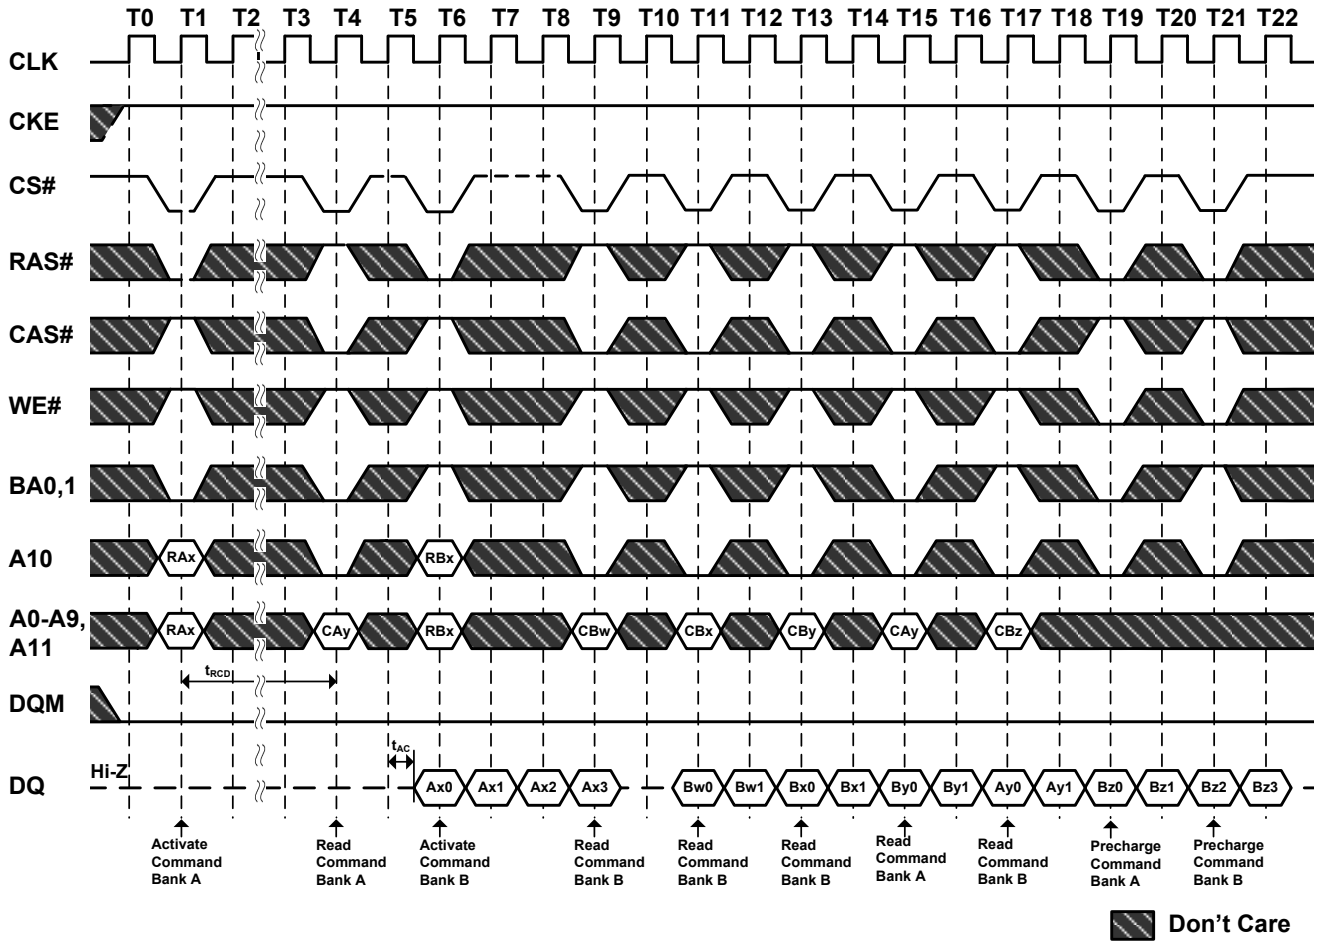 T0 T1 T2 T3 T4 T5 T6 T7 T8 T9 T10 T11 T12 T13 T14 T15 T16 T17 T18 T19 T20 T21 T22
CLK
CKE
CS#
RAS#
CAS#
WE#
BA0,1
A10 RAx RBx
A0-A9,
A11 RAx CAy RBx CBw CBx CBy CAy CBz
tRCD
DQM
tAC
DQ Hi-Z Ax0 Ax1 Ax2 Ax3 Bw0 Bw1 Bx0 Bx1 By0 By1 Ay0 Ay1 Bz0 Bz1 Bz2 Bz3
Activate
Command
Bank A
Read
Command
Bank A
Activate
Command
Bank B
Read
Command
Bank B
Read
Command
Bank B
Read
Command
Bank B
Read
Command
Bank A
Read
Command
Bank B
Precharge
Command
Bank A
Precharge
Command
Bank B
Don't Care